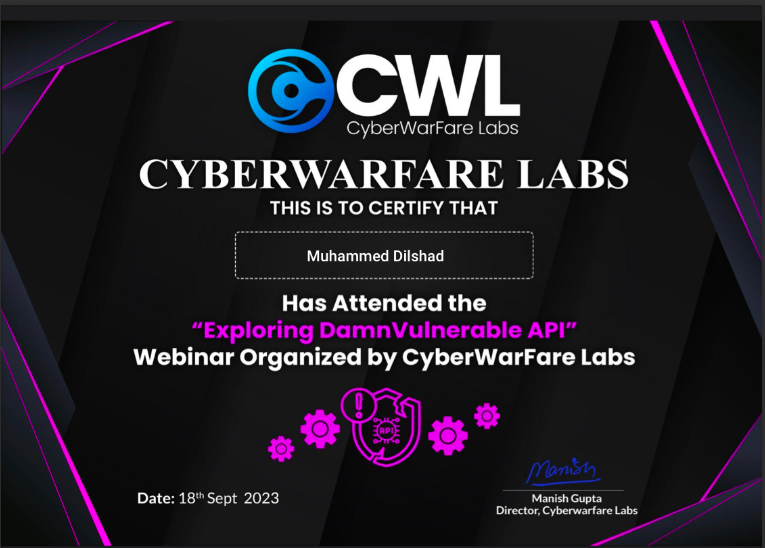 CWL
CyberWarFare Labs
CYBERWARFARE LABS
THIS IS TO CERTIFY THAT
Muhammed Dilshad
Has Attended the
“Exploring DamnVulnerable API”
Webinar Organized by CyberWarFare Labs
API
Manish
Date: 18th Sept 2023
Manish Gupta
Director, Cyberwarfare Labs